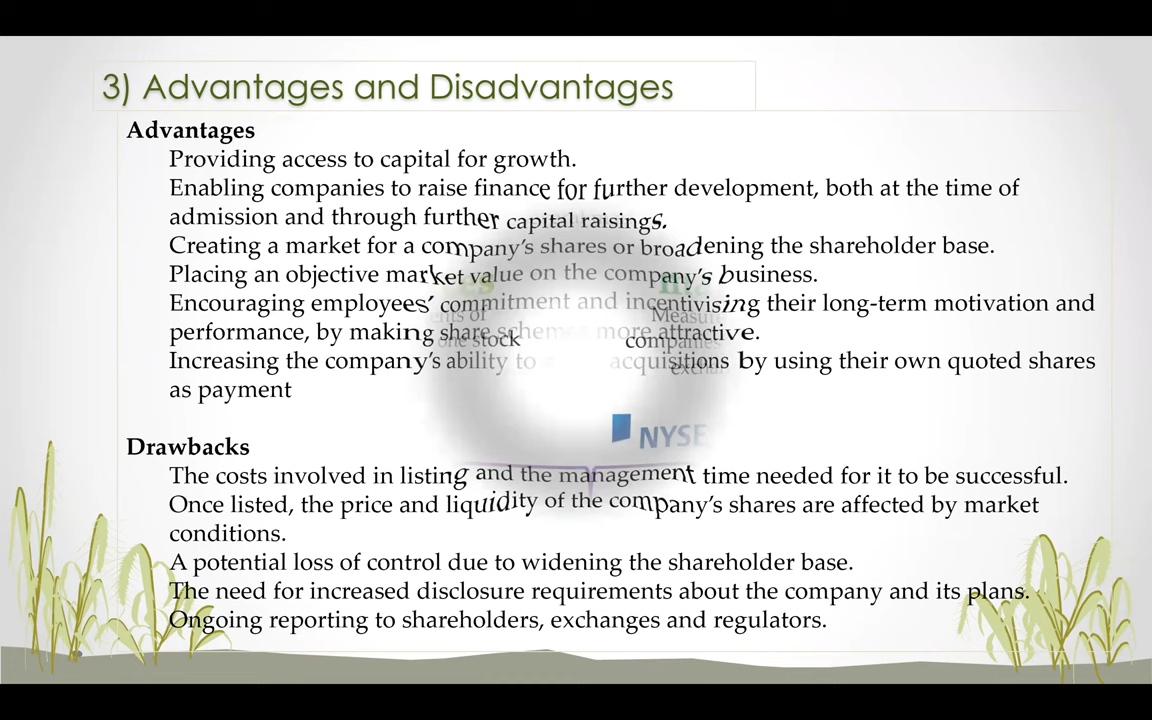 3) Advantages and Disadvantages
Advantages
Providing access to capital for growth.
Enabling companies to raise finance for further development, both at the time of
admission and through further capital raisings.
Creating a market for a company's shares or broadening the shareholder base.
Placing an objective market value on the company's business.
Encouraging employees' commitment and incentivising their long-term motivation and
performance, by making share schemes more attractive.
Increasing the company's ability to acquisitions by using their own quoted shares
as payment
Drawbacks
The costs involved in listing and the management time needed for it to be successful.
Once listed, the price and liquidity of the company's shares are affected by market
conditions.
A potential loss of control due to widening the shareholder base.
The need for increased disclosure requirements about the company and its plans.
Ongoing reporting to shareholders, exchanges and regulators.
stock
companies
NYSE